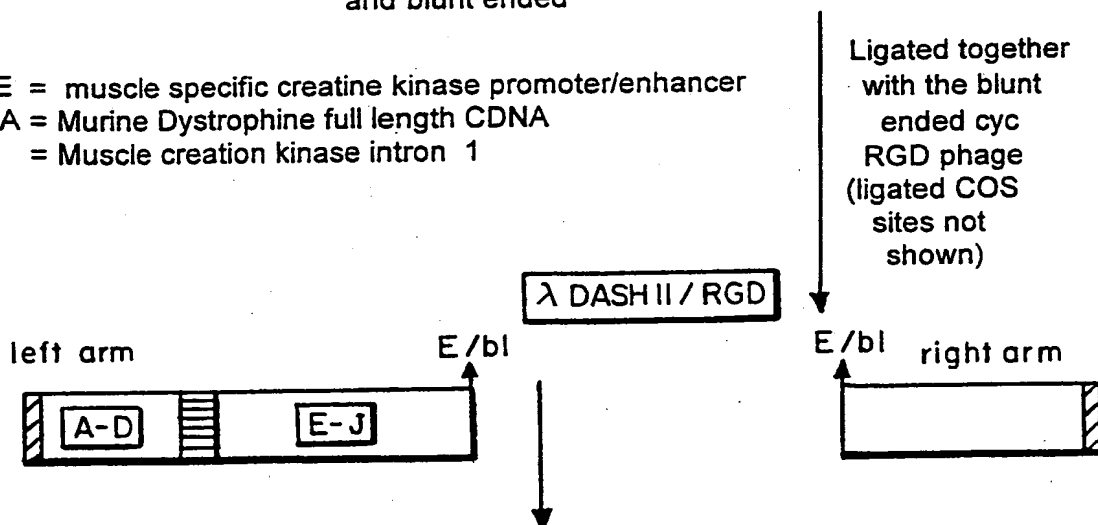 and blunt ended
E = muscle specific creatine kinase promoter/enhancer
A = Murine Dystrophine full length CDNA
= Muscle creation kinase intron 1
Ligated together
with the blunt
ended cyc
RGD phage
(ligated COS
sites not
shown)
λ DASH II / RGD
left arm
E/bl
E/bl
right arm
A-D
E-J